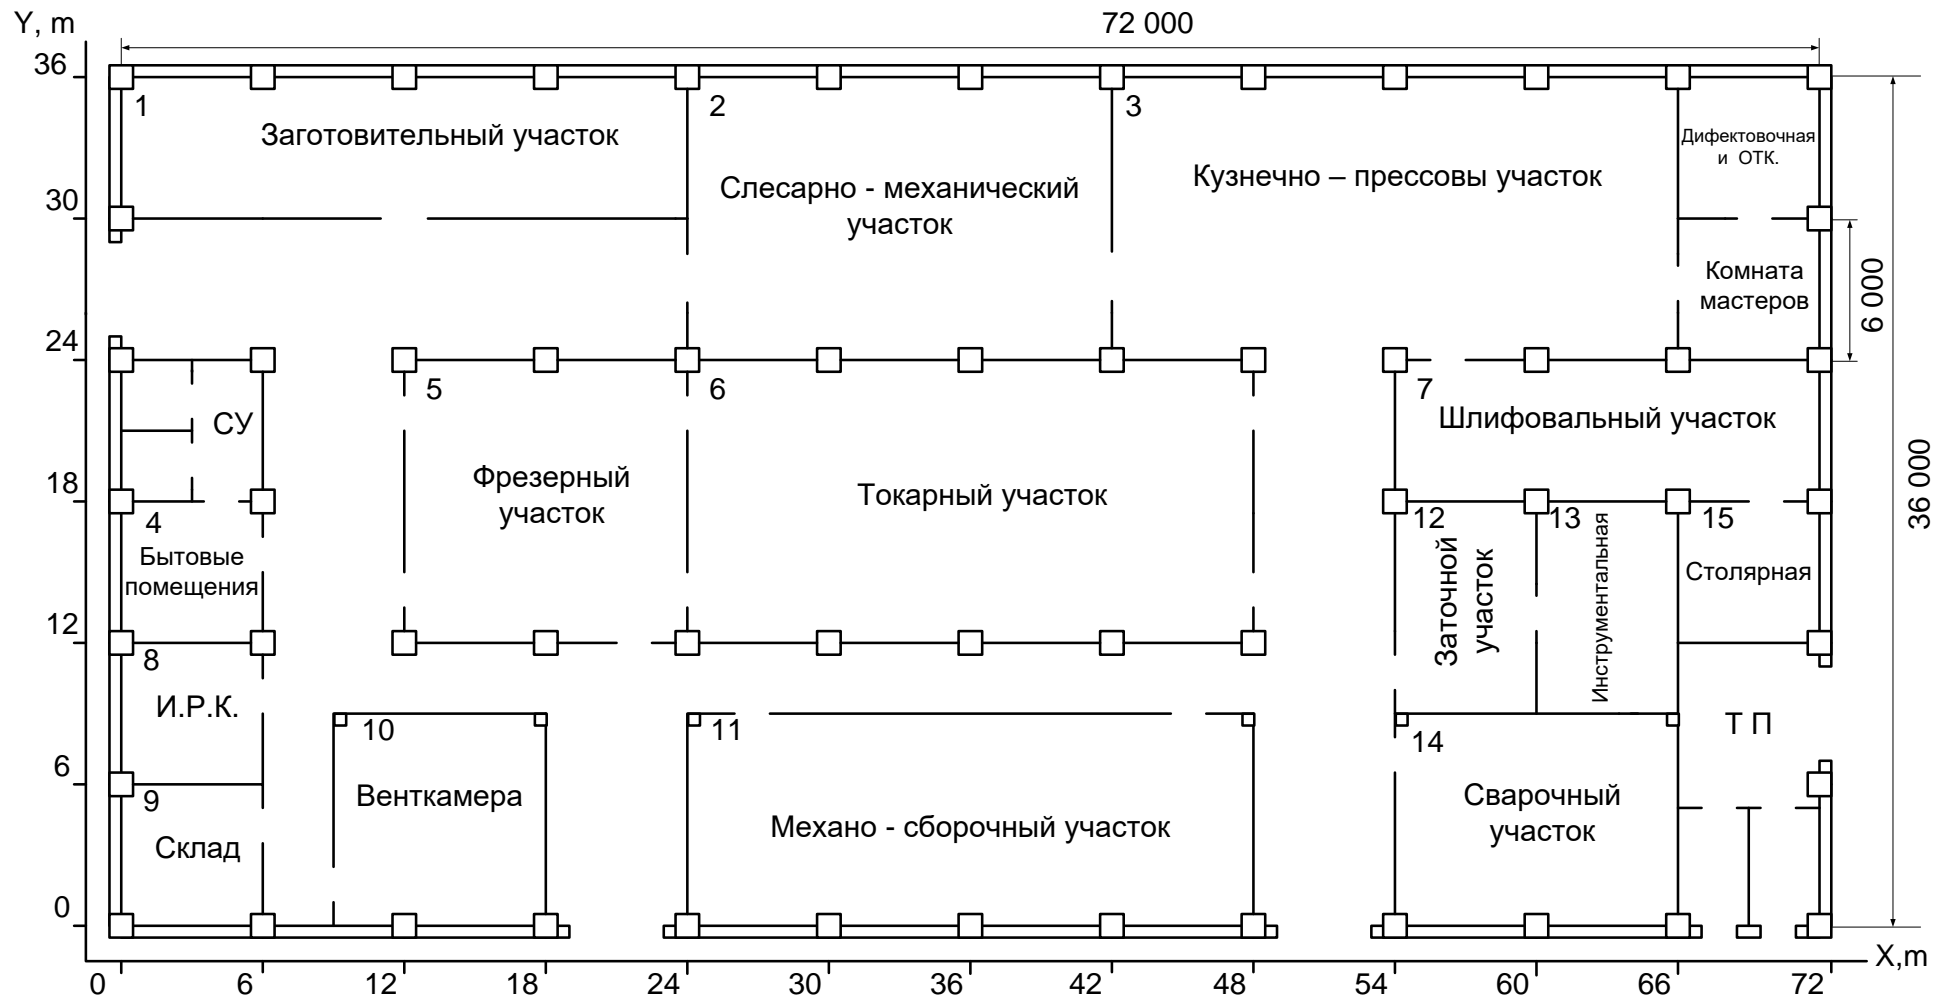 Y, m
72 000
36
1
2
3
Заготовительный участок
Дифектовочная
и ОТК.
Слесарно - механический
участок
Кузнечно – прессовы участок
30
Комната
мастеров
6 000
24
5
6
7
СУ
Шлифовальный участок
Фрезерный
участок
Токарный участок
36 000
18
4
12
13
15
Бытовые
помещения
Заточной
участок
Инструментальная
Столярная
12
8
И.Р.К.
10
11
14
Т П
6
9
Венткамера
Механо - сборочный участок
Сварочный
участок
Склад
0
X,m
0
6
12
18
24
30
36
42
48
54
60
66
72